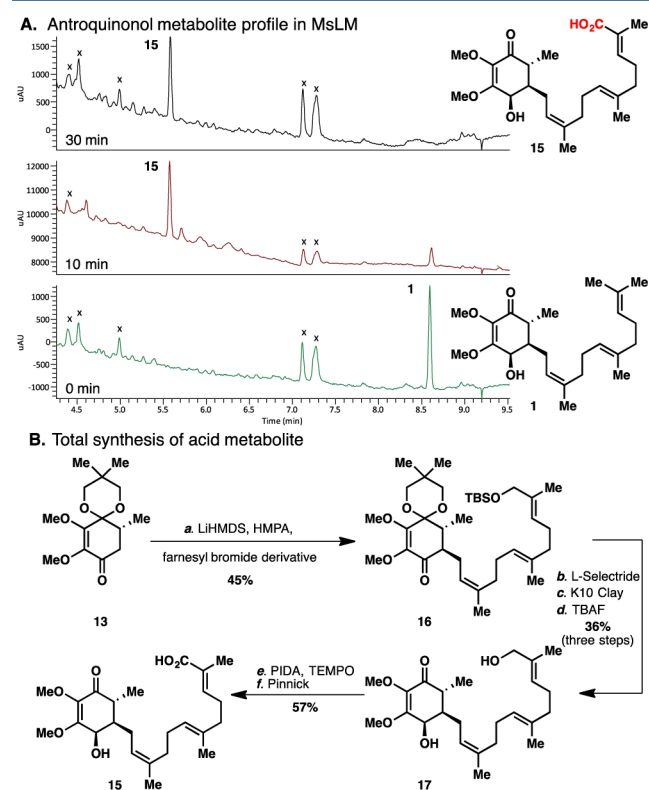 A. Antroquinonol metabolite profile in MsLM
1500
1000
500
0
uAU
x
x
x
15
x
x
30 min
HO₂C
Me
O
MeO
Me
MeO
OH
Me
Me
15
12000
11000
10000
9000
8000
uAU
x
15
x
x
10 min
1000
500
0
-500
-1000
uAU
x
x
x
x
x
1
0 min
4.5
5.0
5.5
6.0
6.5
7.0
7.5
8.0
8.5
9.0
9.5
Time (min)
Me
Me
O
MeO
Me
MeO
OH
Me
Me
1
B. Total synthesis of acid metabolite
Me
Me
O
O
MeO
Me
MeO
O
13
a. LiHMDS, HMPA,
farnesyl bromide derivative
45%
Me
Me
O
O
MeO
Me
MeO
O
TBSO
Me
Me
Me
16
b. L-Selectride
c. K10 Clay
d. TBAF
36%
(three steps)
HO
Me
O
MeO
Me
MeO
OH
Me
Me
17
e. PIDA, TEMPO
f. Pinnick
57%
HO₂C
Me
O
MeO
Me
MeO
OH
Me
Me
15